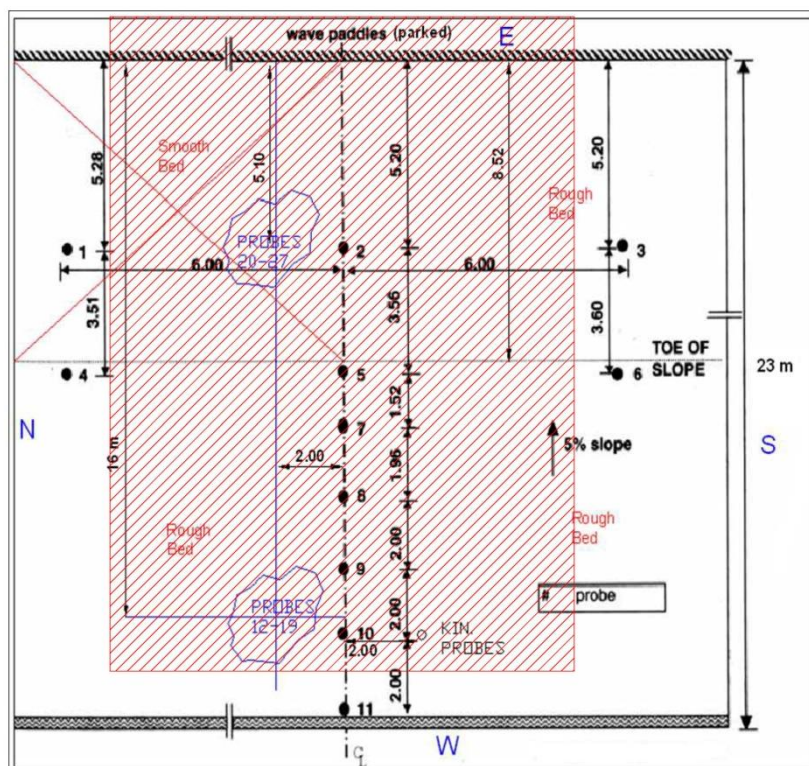 wave paddles (parked)
E
Smooth
Bed
5.28
5.10
5.20
8.52
5.20
Rough
Bed
1
PROBES
20-27
2
3
6.00
6.00
3.51
3.56
3.60
TOE OF
SLOPE
23 m
4
5
6
N
16 m
1.52
7
2.00
5% slope
S
1.96
8
Rough
Bed
Rough
Bed
2.00
9
# probe
PROBES
12-19
2.00
10
KIN.
PROBES
2.00
2.00
11
W
CL